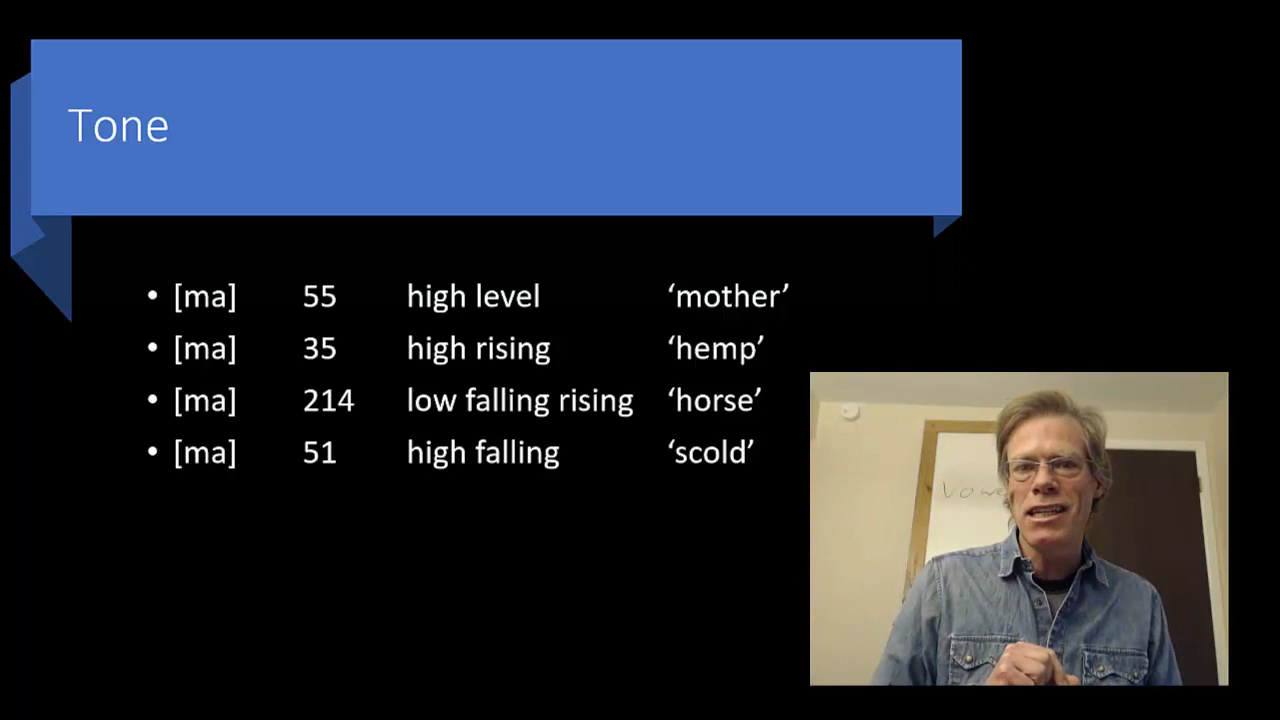 Tone
• [ma] 55 high level ‘mother’
• [ma] 35 high rising ‘hemp’
• [ma] 214 low falling rising ‘horse’
• [ma] 51 high falling ‘scold’